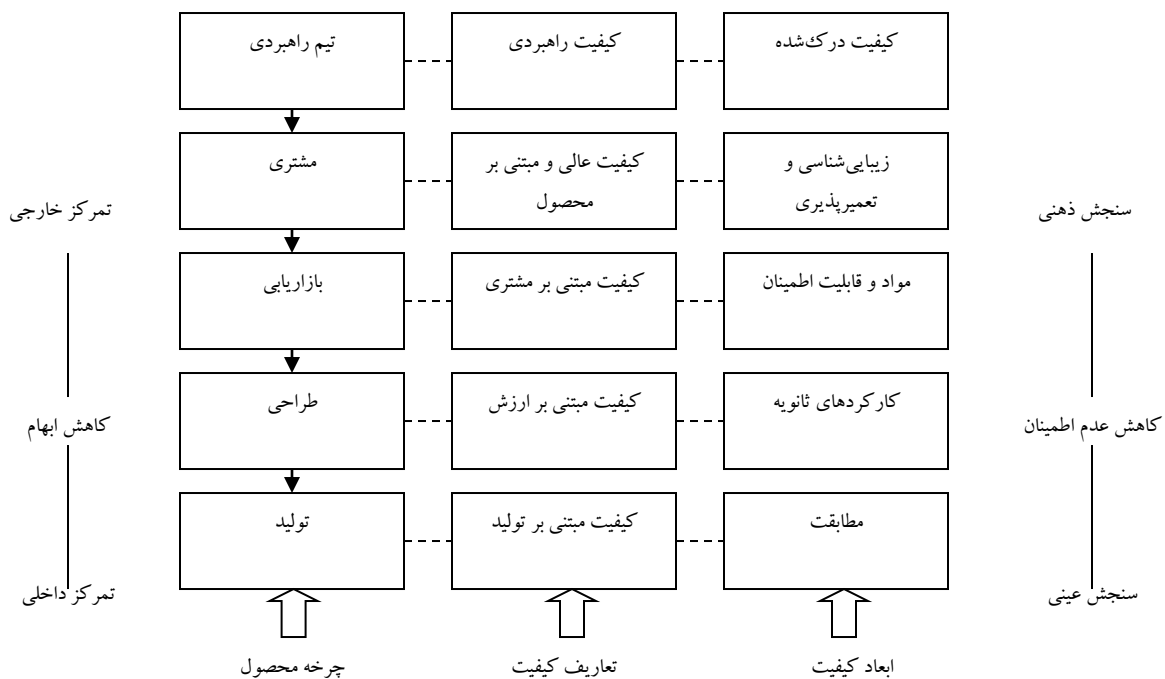 کیفیت درک‌شده
کیفیت راهبردی
تیم راهبردی
زیبایی‌شناسی و
تعمیرپذیری
کیفیت عالی و مبتنی بر
محصول
مشتری
سنجش ذهنی
تمرکز خارجی
مواد و قابلیت اطمینان
کیفیت مبتنی بر مشتری
بازاریابی
کارکردهای ثانویه
کیفیت مبتنی بر ارزش
طراحی
کاهش عدم اطمینان
کاهش ابهام
مطابقت
کیفیت مبتنی بر تولید
تولید
سنجش عینی
تمرکز داخلی
ابعاد کیفیت
تعاریف کیفیت
چرخه محصول